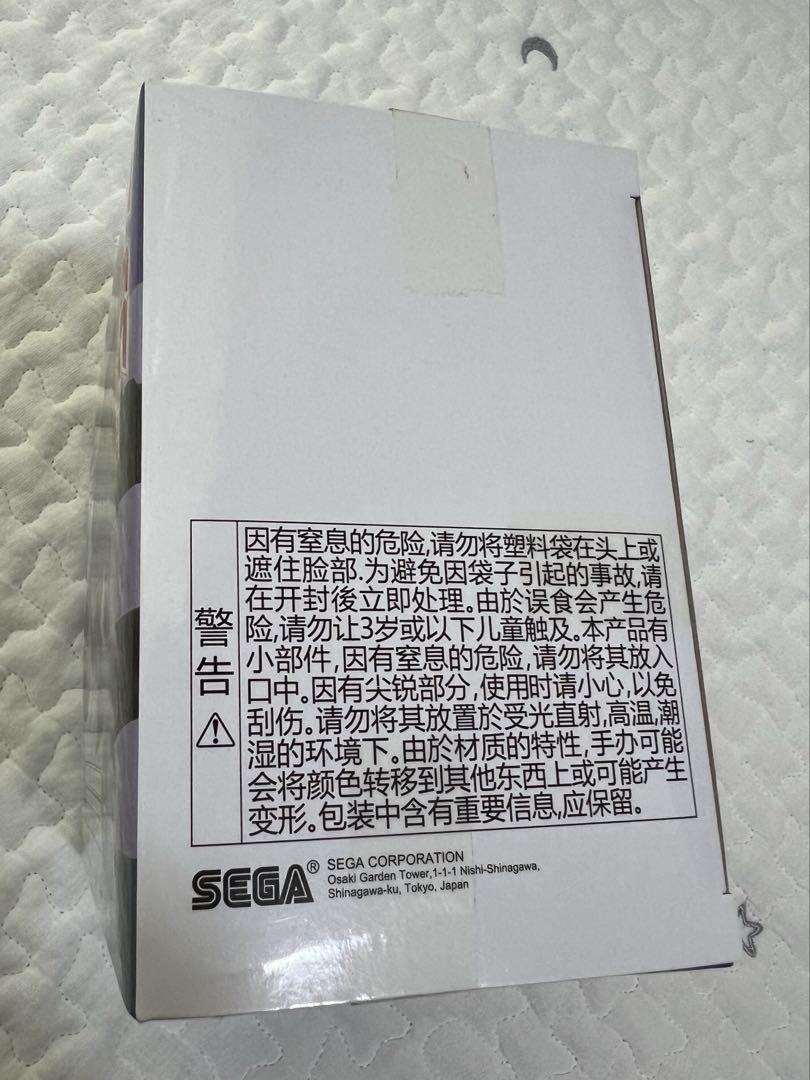 警告
因有窒息的危险,请勿将塑料袋在头上或
遮住脸部.为避免因袋子引起的事故,请
在开封後立即处理。由於误食会产生危
险,请勿让3岁或以下儿童触及。本产品有
小部件,因有窒息的危险,请勿将其放入
口中。因有尖锐部分,使用时请小心,以免
刮伤。请勿将其放置於受光直射,高温,潮
湿的环境下。由於材质的特性,手办可能
会将颜色转移到其他东西上或可能产生
变形。包装中含有重要信息,应保留。
SEGA®
SEGA CORPORATION
Osaki Garden Tower,1-1-1 Nishi-Shinagawa,
Shinagawa-ku, Tokyo, Japan